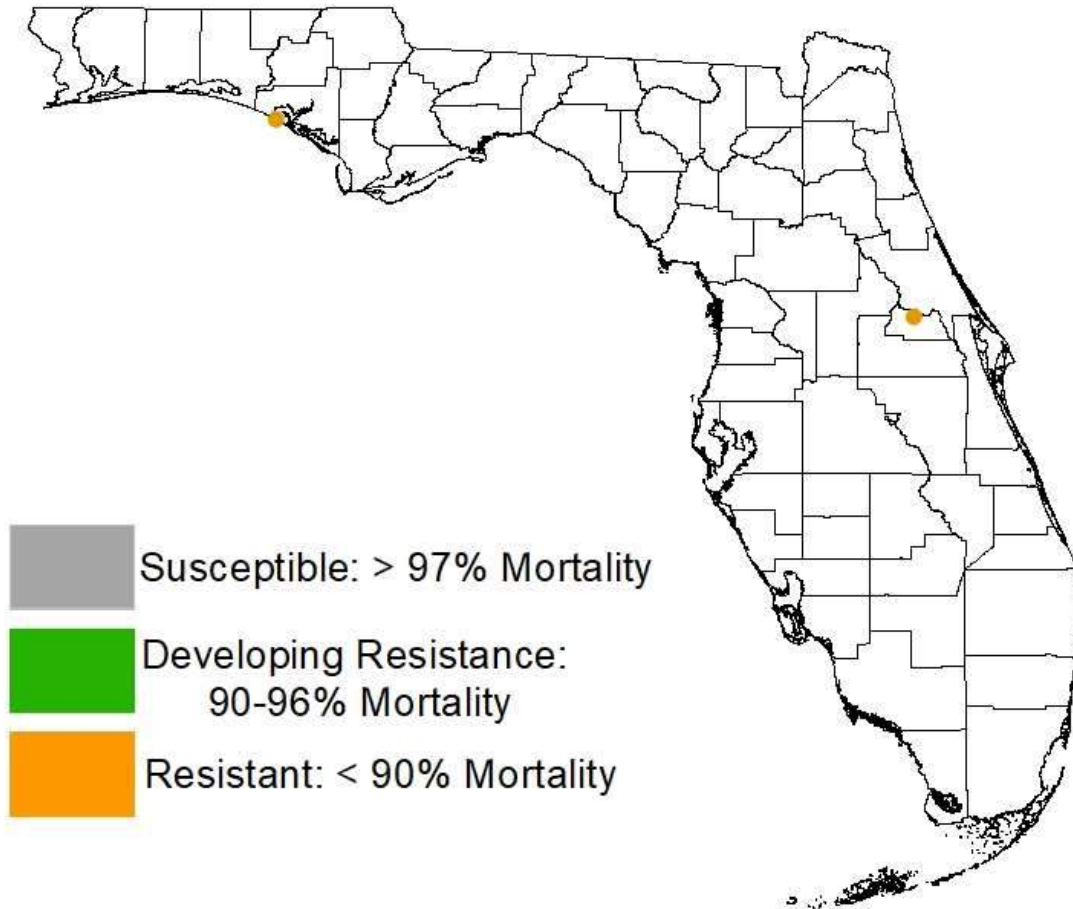 Susceptible: > 97% Mortality
Developing Resistance:
90-96% Mortality
Resistant: < 90% Mortality